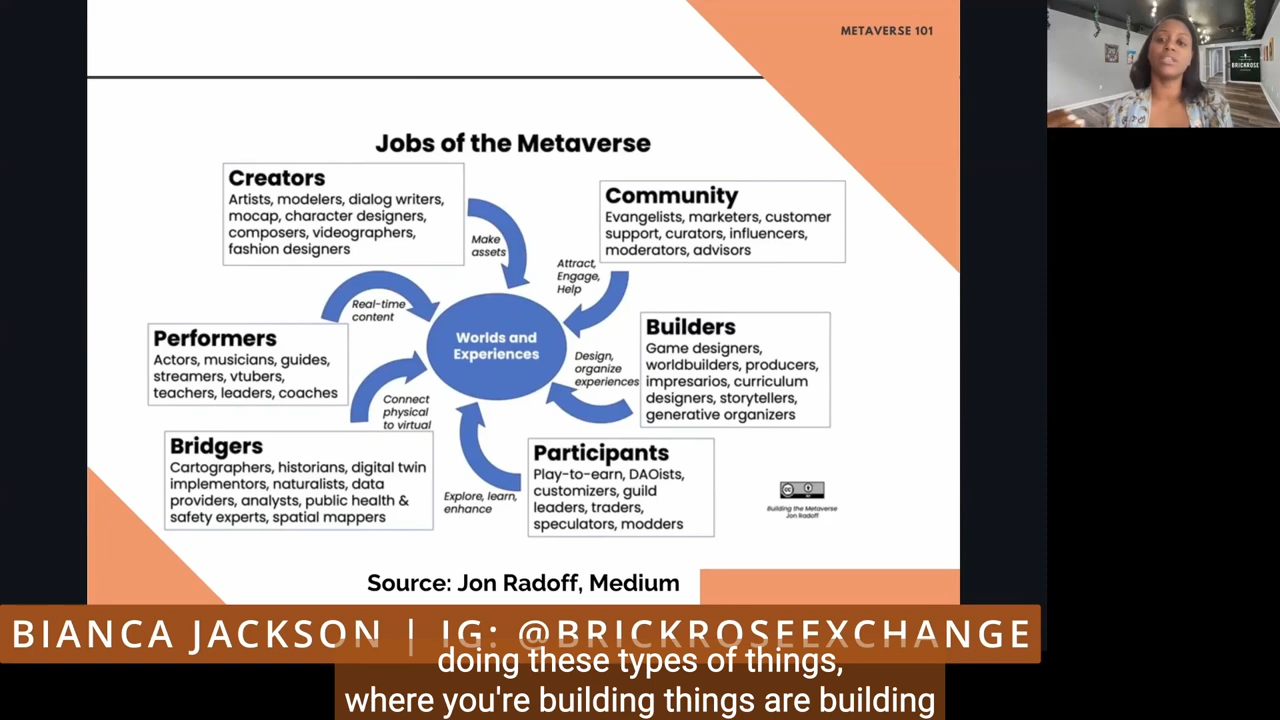 METAVERSE 101
BRICKROSE
Jobs of the Metaverse
Creators
Artists, modelers, dialog writers,
mocap, character designers,
composers, videographers,
fashion designers
Make
assets
Community
Evangelists, marketers, customer
support, curators, influencers,
moderators, advisors
Attract,
Engage,
Help
Real-time
content
Performers
Actors, musicians, guides,
streamers, vtubers,
teachers, leaders, coaches
Worlds and
Experiences
Builders
Game designers,
worldbuilders, producers,
impresarios, curriculum
designers, storytellers,
generative organizers
Design,
organize
experiences
Connect
physical
to virtual
Bridgers
Cartographers, historians, digital twin
implementors, naturalists, data
providers, analysts, public health &
safety experts, spatial mappers
Explore, learn,
enhance
Participants
Play-to-earn, DAOists,
customizers, guild
leaders, traders,
speculators, modders
cc
BY
Building the Metaverse
Jon Radoff
Source: Jon Radoff, Medium
BIANCA JACKSON | IG: @BRICKROSEEXCHANGE
doing these types of things,
where you're building things are building